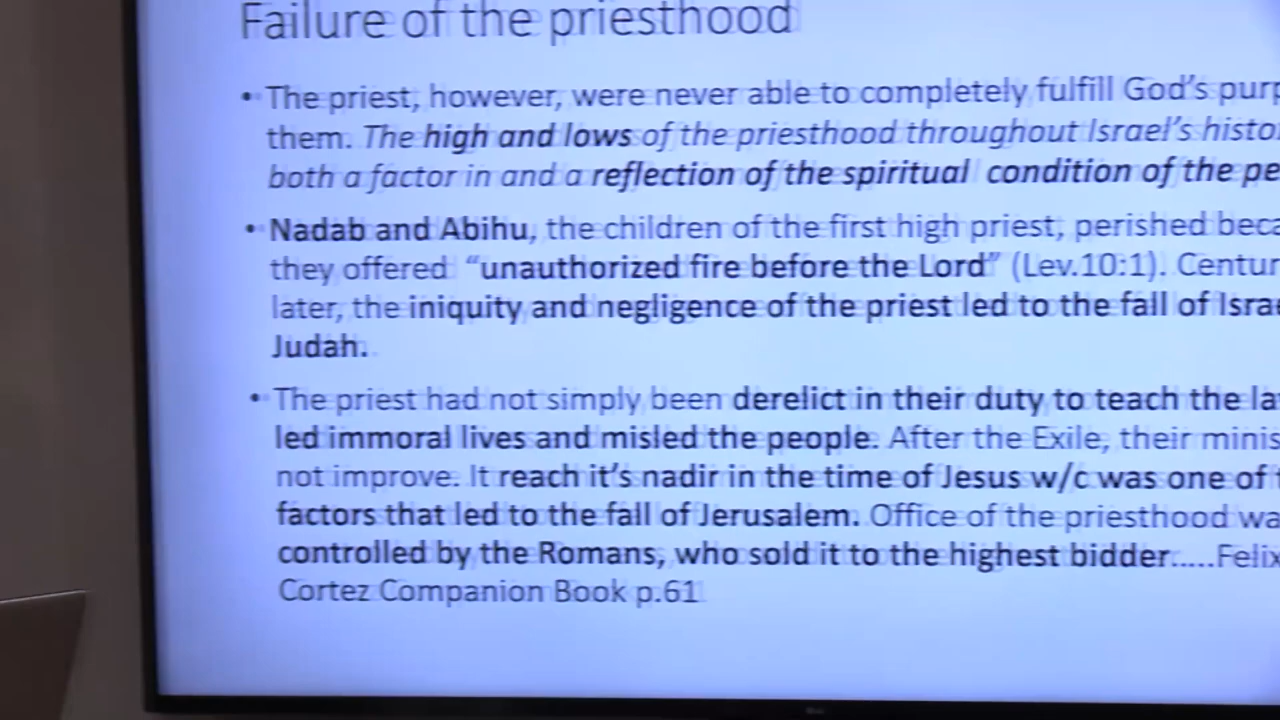 Failure of the priesthood
• The priest, however, were never able to completely fulfill God's purp
them. The high and lows of the priesthood throughout Israel's histo
both a factor in and a reflection of the spiritual condition of the pe
• Nadab and Abihu, the children of the first high priest, perished beca
they offered "unauthorized fire before the Lord" (Lev.10:1). Centur
later, the iniquity and negligence of the priest led to the fall of Isra
Judah.
• The priest had not simply been derelict in their duty to teach the la
led immoral lives and misled the people. After the Exile, their minis
not improve. It reach it's nadir in the time of Jesus w/c was one of
factors that led to the fall of Jerusalem. Office of the priesthood wa
controlled by the Romans, who sold it to the highest bidder.....Felix
Cortez Companion Book p.61